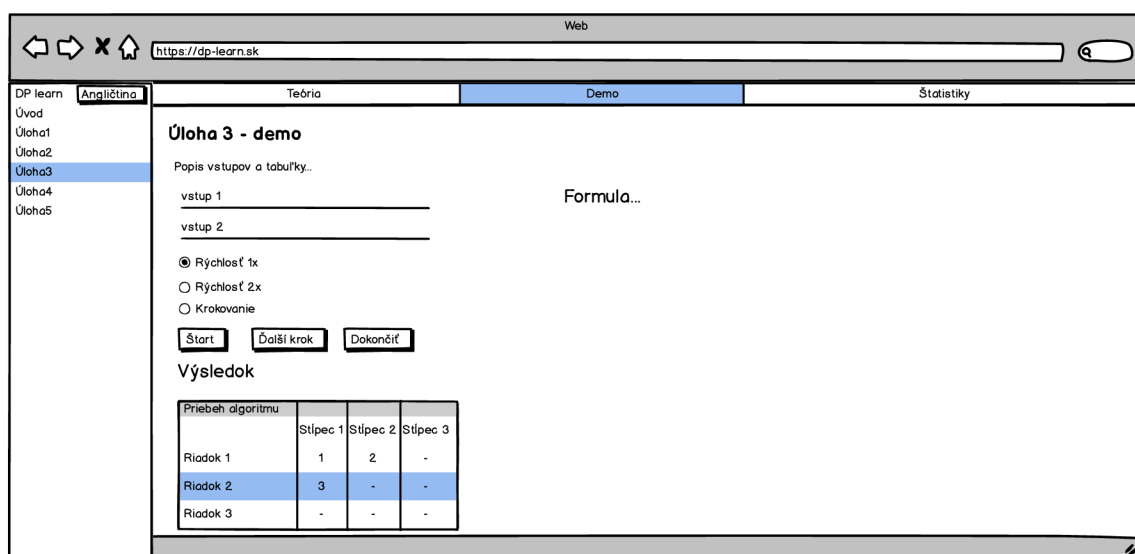 Web
https://dp-learn.sk
DP learn Angličtina
Teória Demo Štatistiky
Úvod
Úloha1
Úloha2
Úloha3
Úloha4
Úloha5
Úloha 3 - demo
Popis vstupov a tabuľky...
vstup 1
Formula...
vstup 2
Rýchlosť 1x
Rýchlosť 2x
Krokovanie
Štart Ďalší krok Dokončiť
Výsledok
Priebeh algoritmu
Stĺpec 1 Stĺpec 2 Stĺpec 3
Riadok 1 1 2 -
Riadok 2 3 - -
Riadok 3 - - -